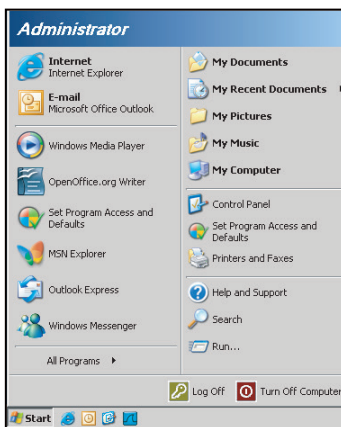 Administrator
Internet
Internet Explorer
E-mail
Microsoft Office Outlook
Windows Media Player
OpenOffice.org Writer
Set Program Access and
Defaults
MSN Explorer
Outlook Express
Windows Messenger
All Programs
My Documents
My Recent Documents
My Pictures
My Music
My Computer
Control Panel
Set Program Access and
Defaults
Printers and Faxes
Help and Support
Search
Run...
Log Off
Turn Off Computer
Start